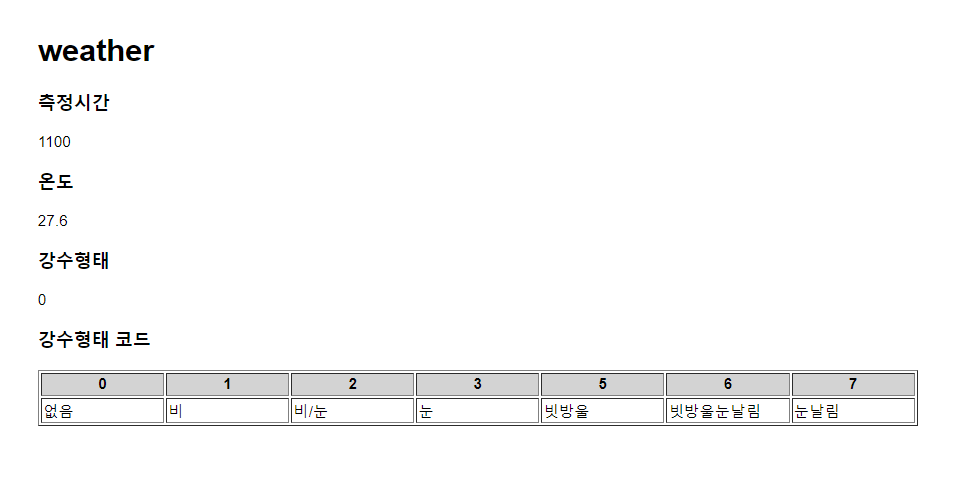 weather
측정시간
1100
온도
27.6
강수형태
0
강수형태 코드
0 1 2 3 5 6 7
없음 비 비/눈 눈 빗방울 빗방울눈날림 눈날림